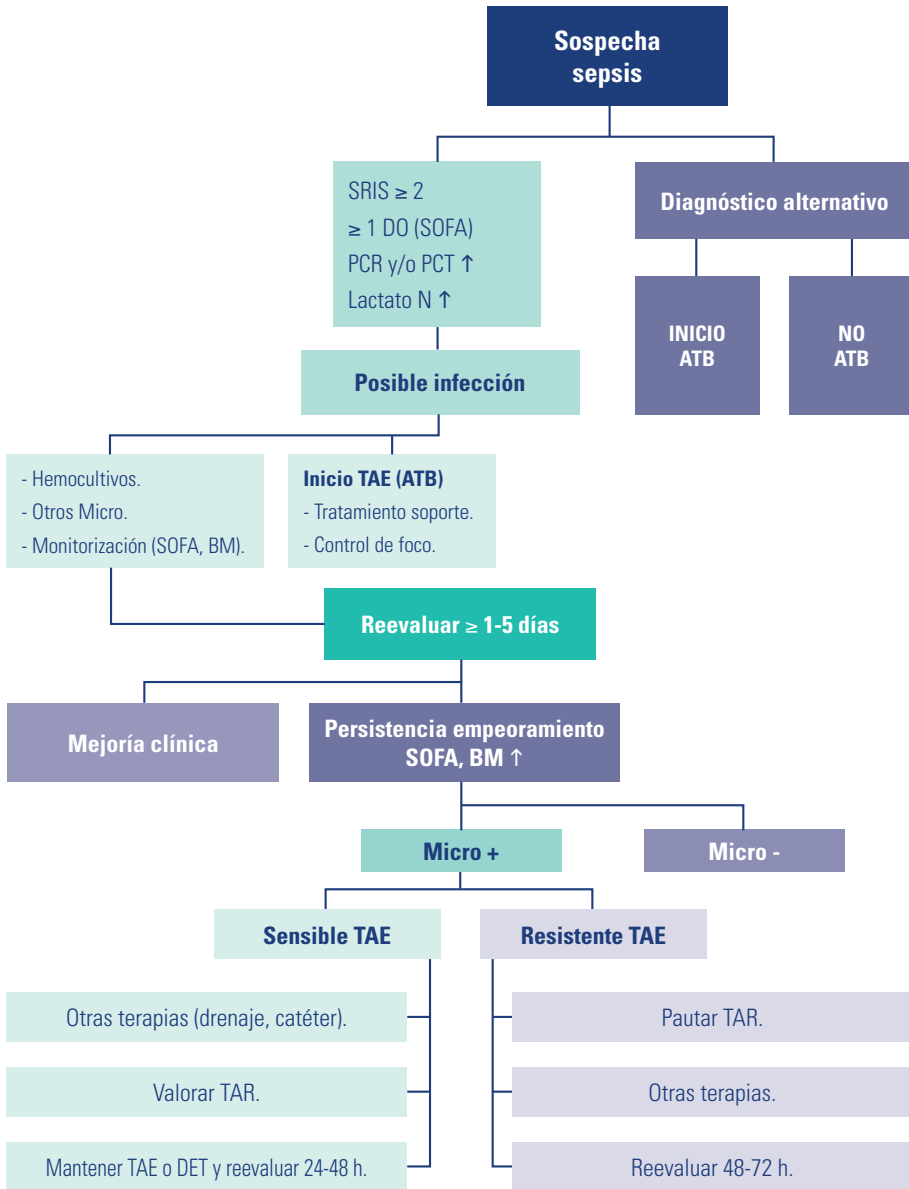 Sospecha
sepsis
SRIS ≥ 2
≥ 1 DO (SOFA)
PCR y/o PCT ↑
Lactato N ↑
Diagnóstico alternativo
INICIO
ATB
NO
ATB
Posible infección
- Hemocultivos.
- Otros Micro.
- Monitorización (SOFA, BM).
Inicio TAE (ATB)
- Tratamiento soporte.
- Control de foco.
Reevaluar ≥ 1-5 días
Mejoría clínica
Persistencia empeoramiento
SOFA, BM ↑
Micro +
Micro -
Sensible TAE
Resistente TAE
Otras terapias (drenaje, catéter).
Valorar TAR.
Mantener TAE o DET y reevaluar 24-48 h.
Pautar TAR.
Otras terapias.
Reevaluar 48-72 h.